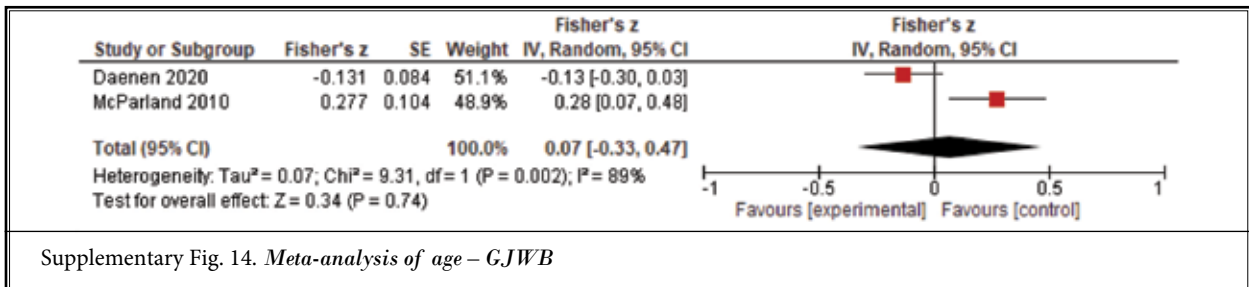 Fisher's z Fisher's z
Study or Subgroup Fisher's z SE Weight IV, Random, 95% CI IV, Random, 95% CI
Daenen 2020 -0.131 0.084 51.1% -0.13 [-0.30, 0.03]
McParland 2010 0.277 0.104 48.9% 0.28 [0.07, 0.48]
Total (95% CI) 100.0% 0.07 [-0.33, 0.47]
Heterogeneity: Tau² = 0.07; Chi² = 9.31, df = 1 (P = 0.002); I² = 89%
Test for overall effect: Z = 0.34 (P = 0.74)
-1 -0.5 0 0.5 1
Favours [experimental] Favours [control]
Supplementary Fig. 14. Meta-analysis of age – GJWB